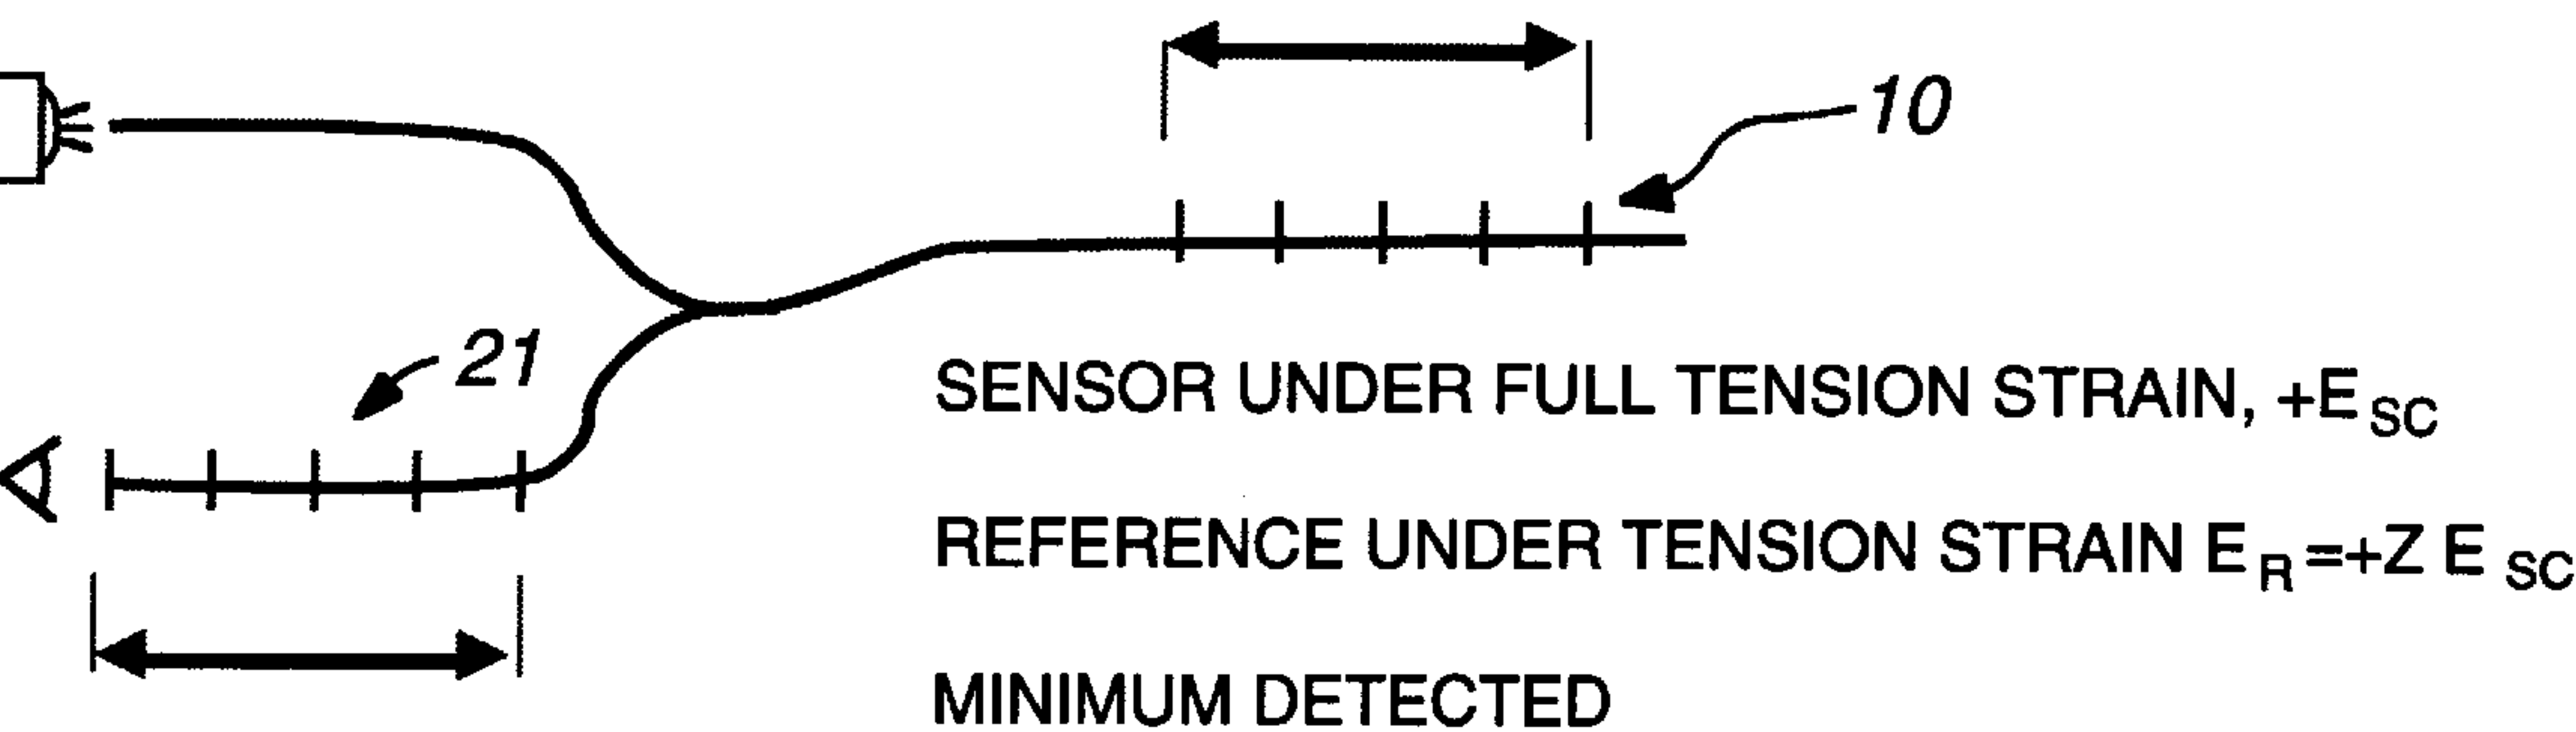 10
21
SENSOR UNDER FULL TENSION STRAIN, +E SC
REFERENCE UNDER TENSION STRAIN E R =+Z E SC
MINIMUM DETECTED